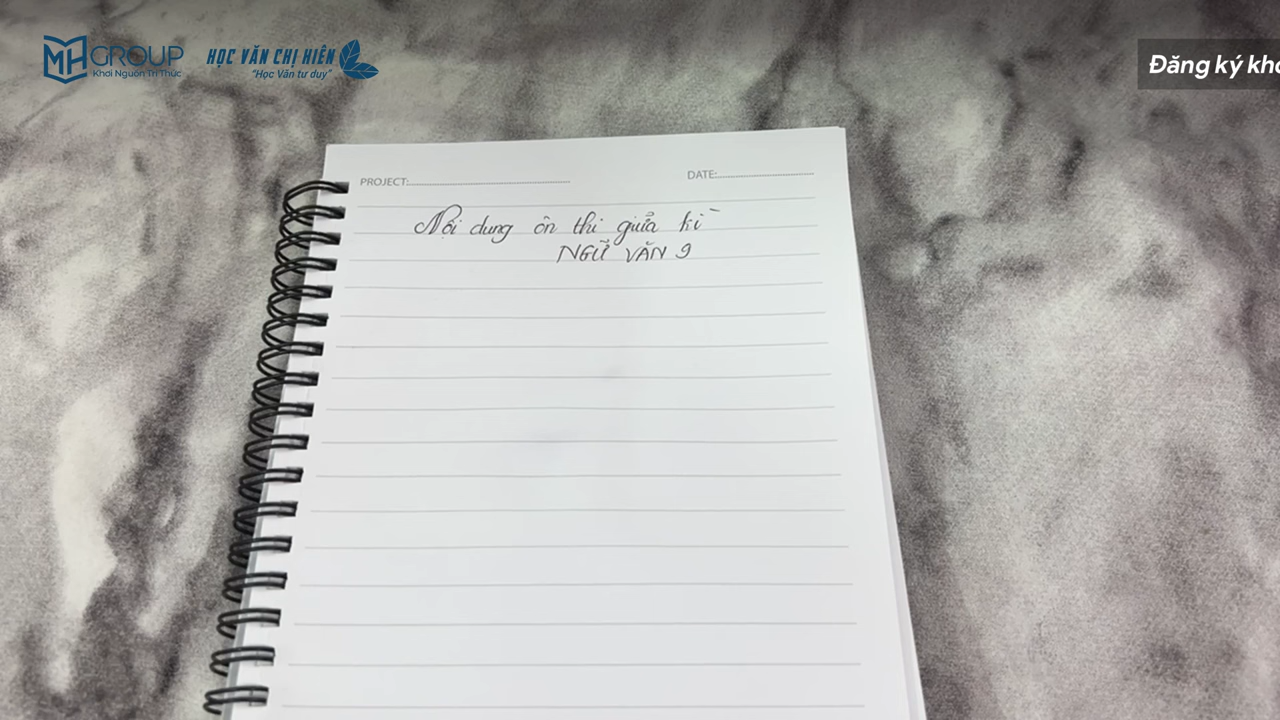 MH GROUP
Khơi Nguồn Tri Thức
HỌC VĂN CHỊ HIÊN
"Học Văn tư duy"
Đăng ký kho
PROJECT:
DATE:
Nội dung ôn thi giữa kì
NGỮ VĂN 9